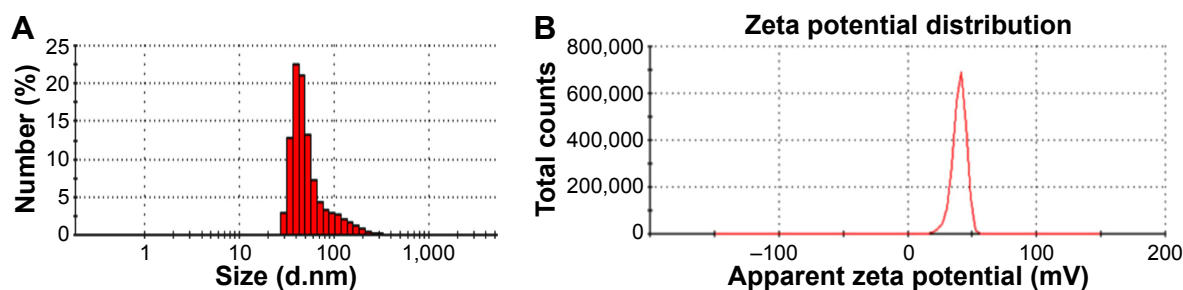 A
25
20
15
10
5
0
Number (%)
1
10
100
1,000
Size (d.nm)
B
Zeta potential distribution
800,000
600,000
400,000
200,000
0
Total counts
–100
0
100
200
Apparent zeta potential (mV)